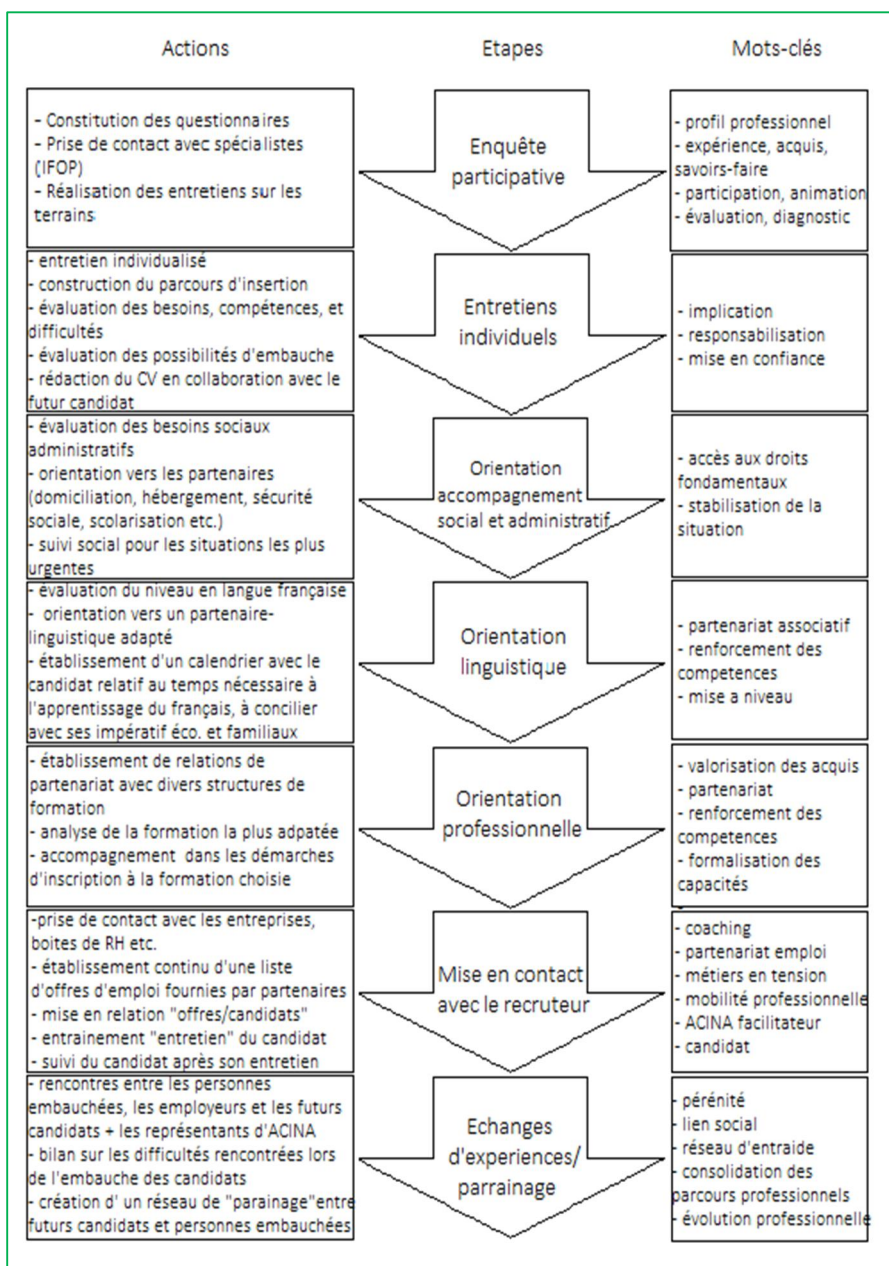 Actions
Etapes
Mots-clés
- Constitution des questionnaires
- Prise de contact avec spécialistes
(IFOP)
- Réalisation des entretiens sur les
terrains
Enquête
participative
- profil professionnel
- expérience, acquis,
savoirs-faire
- participation, animation
- évaluation, diagnostic
- entretien individualisé
- construction du parcours d'insertion
- évaluation des besoins, compétences, et
difficultés
- évaluation des possibilités d'embauche
- rédaction du CV en collaboration avec le
futur candidat
Entretiens
individuels
- implication
- responsabilisation
- mise en confiance
- évaluation des besoins sociaux
administratifs
- orientation vers les partenaires
(domiciliation, hébergement, sécurité
sociale, scolarisation etc.)
- suivi social pour les situations les plus
urgentes
Orientation
accompagnement
social et administratif
- accès aux droits
fondamentaux
- stabilisation de la
situation
- évaluation du niveau en langue française
- orientation vers un partenaire-
linguistique adapté
- établissement d'un calendrier avec le
candidat relatif au temps nécessaire à
l'apprentissage du français, à concilier
avec ses impératif éco. et familiaux
Orientation
linguistique
- partenariat associatif
- renforcement des
competences
- mise a niveau
- établissement de relations de
partenariat avec divers structures de
formation
- analyse de la formation la plus adpatée
- accompagnement dans les démarches
d'inscription à la formation choisie
Orientation
professionnelle
- valorisation des acquis
- partenariat
- renforcement des
competences
- formalisation des
capacités
-prise de contact avec les entreprises,
boites de RH etc.
- établissement continu d'une liste
d'offres d'emploi fournies par partenaires
- mise en relation "offres/candidats"
- entrainement "entretien" du candidat
- suivi du candidat après son entretien
Mise en contact
avec le recruteur
- coaching
- partenariat emploi
- métiers en tension
- mobilité professionnelle
- ACINA facilitateur
- candidat
- rencontres entre les personnes
embauchées, les employeurs et les futurs
candidats + les représentants d'ACINA
- bilan sur les difficultés rencontrées lors
de l'embauche des candidats
- création d' un réseau de "parainage"entre
futurs candidats et personnes embauchées
Echanges
d'experiences/
parrainage
- pérénité
- lien social
- réseau d'entraide
- consolidation des
parcours professionnels
- évolution professionnelle